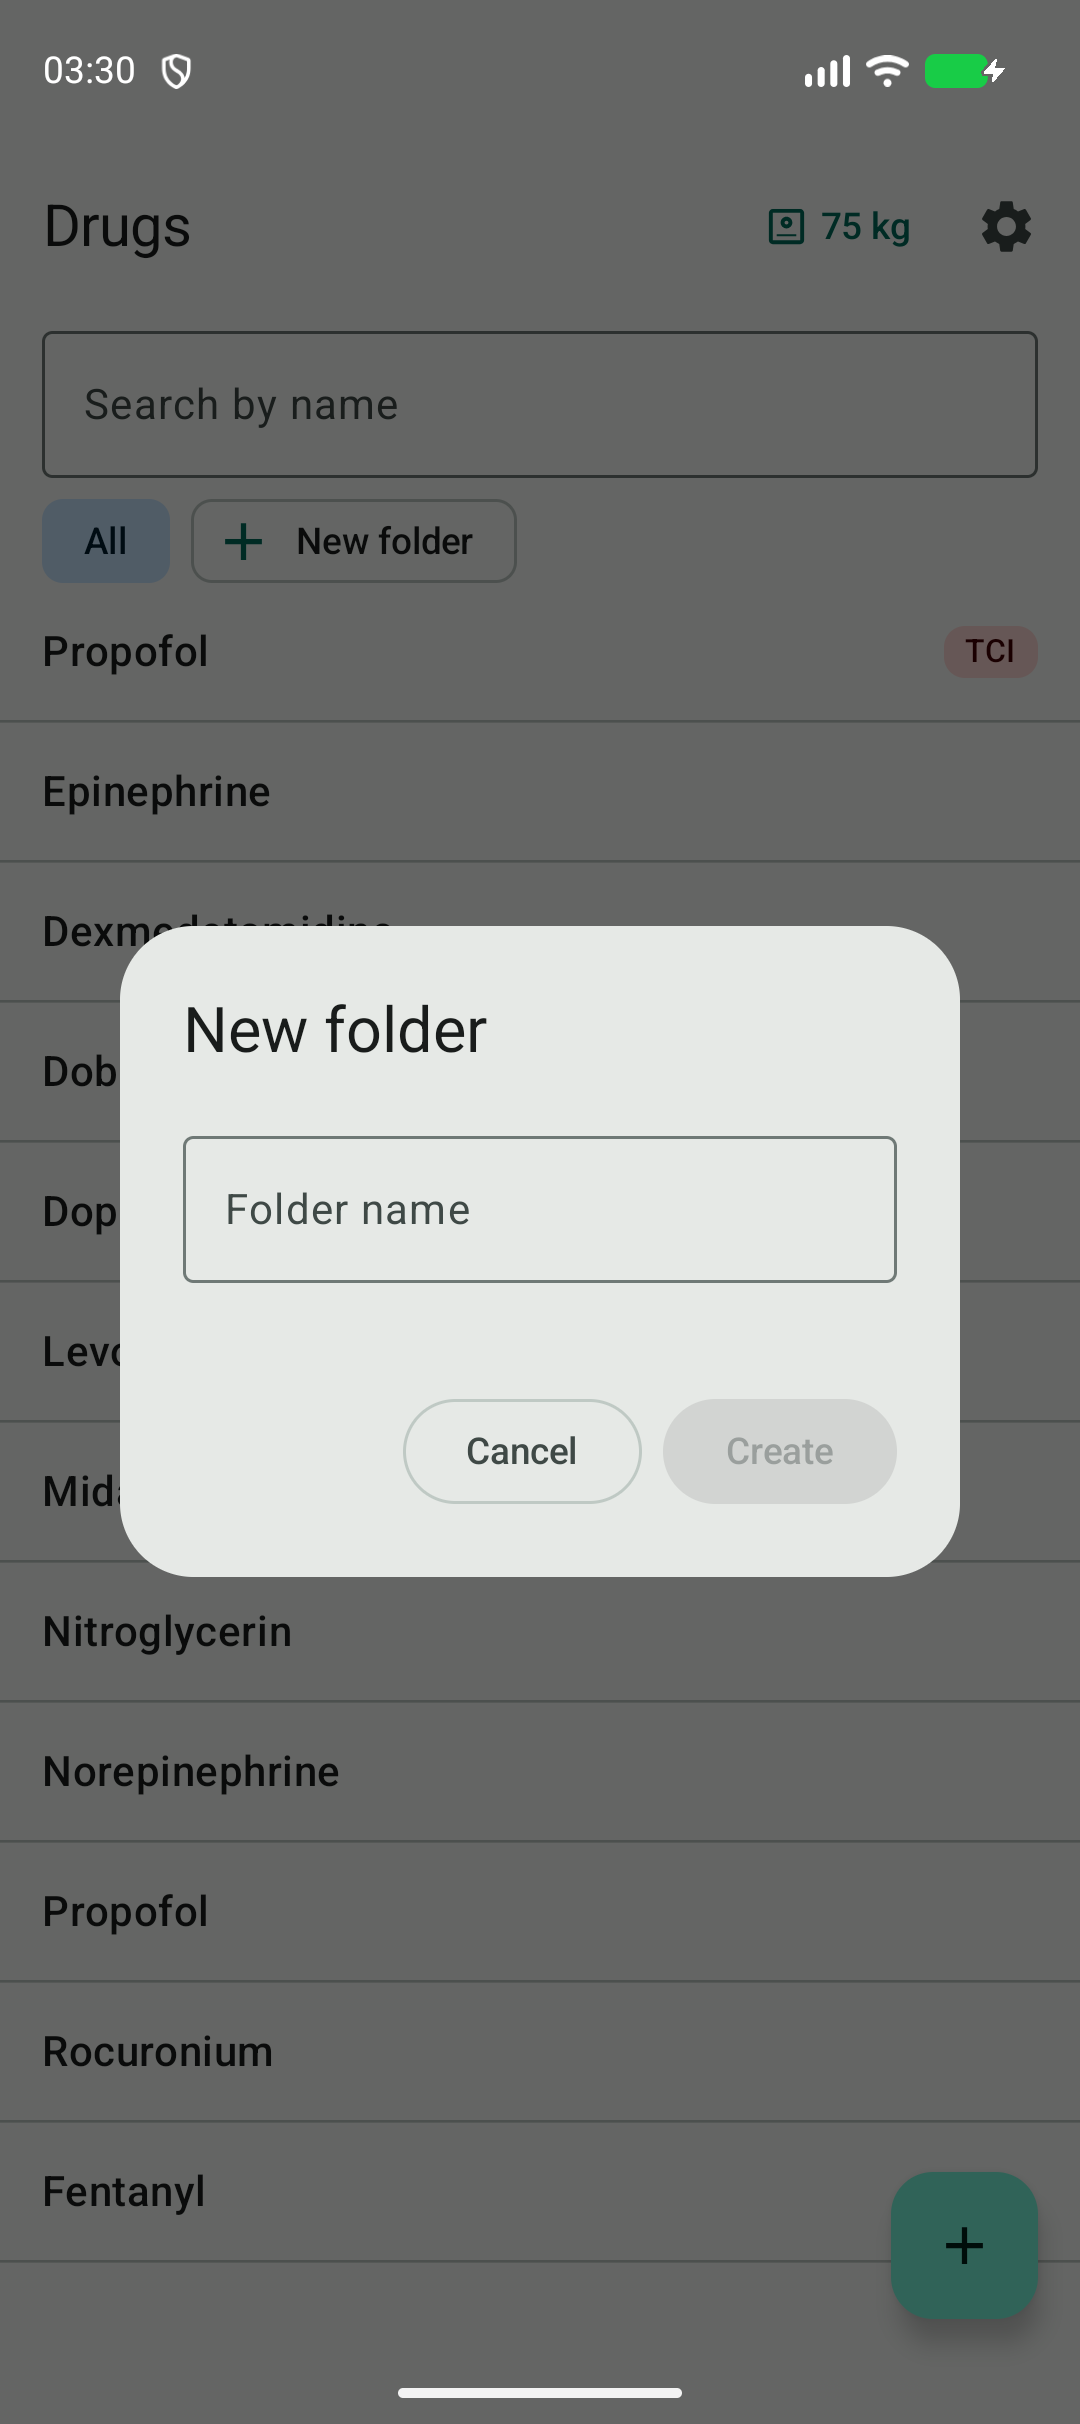 03:30
Drugs
75 kg
Search by name
All
New folder
Propofol
TCI
Epinephrine
New folder
Folder name
Cancel
Create
Nitroglycerin
Norepinephrine
Propofol
Rocuronium
Fentanyl